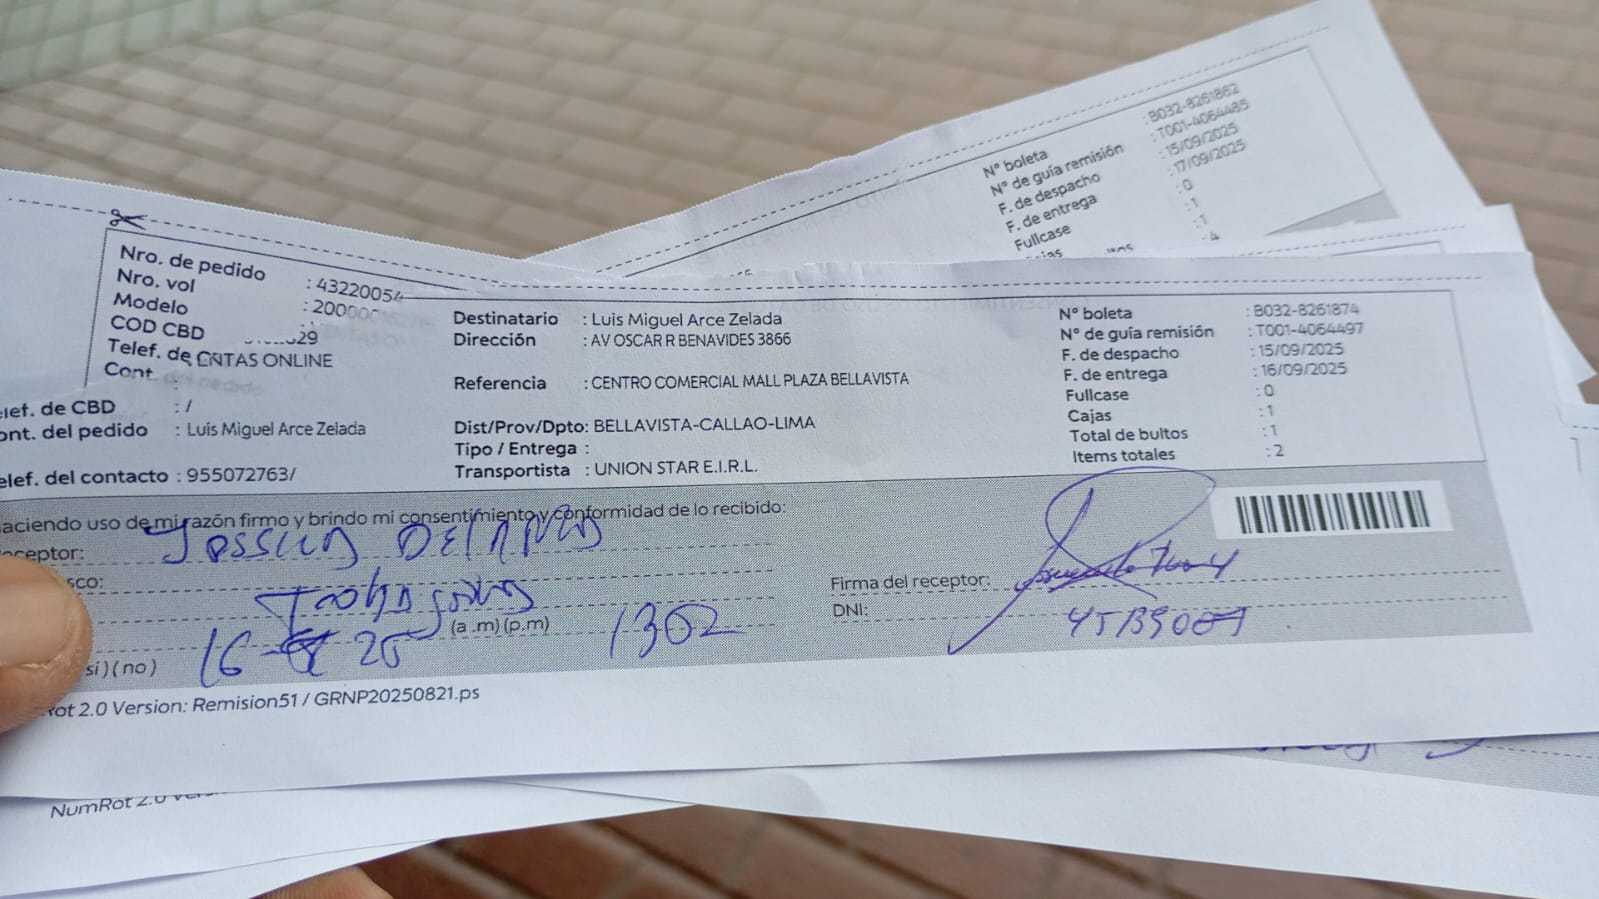 Nº boleta : B032-8261862
Nº de guía remisión : T001-4064485
F. de despacho : 15/09/2025
F. de entrega : 17/09/2025
Fullcase : 0
: 1
: 1
: 4
Nro. de pedido : 43220054
Nro. vol
Modelo
COD CBD
Telef. de
ENTAS ONLINE
Cont.
elef. de CBD : /
ont. del pedido : Luis Miguel Arce Zelada
elef. del contacto : 955072763/
Destinatario : Luis Miguel Arce Zelada
Dirección : AV OSCAR R BENAVIDES 3866
Referencia : CENTRO COMERCIAL MALL PLAZA BELLAVISTA
Dist/Prov/Dpto: BELLAVISTA-CALLAO-LIMA
Tipo / Entrega :
Transportista : UNION STAR E.I.R.L.
Nº boleta : B032-8261874
Nº de guía remisión : T001-4064497
F. de despacho : 15/09/2025
F. de entrega : 16/09/2025
Fullcase : 0
Cajas : 1
Total de bultos : 1
Items totales : 2
aciendo uso de mi razón firmo y brindo mi consentimiento y conformidad de lo recibido:
eceptor:
sco:
16 25 (a .m) (p.m) 1302
si ) ( no )
Firma del receptor:
DNI:
Rot 2.0 Version: Remision51 / GRNP20250821.ps
NumRot 2.0